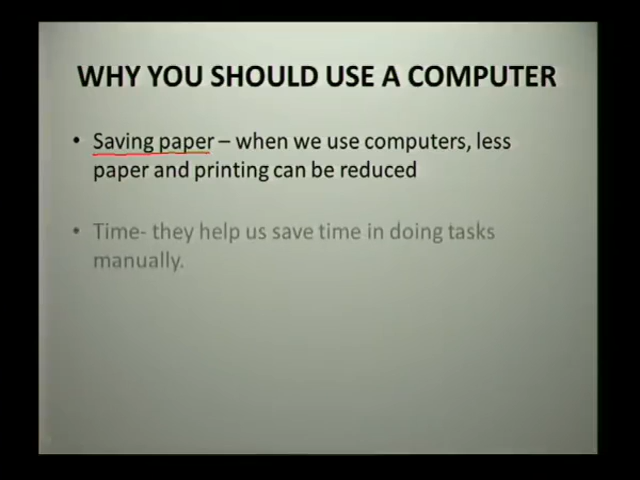 WHY YOU SHOULD USE A COMPUTER
• Saving paper – when we use computers, less
paper and printing can be reduced
• Time- they help us save time in doing tasks
manually.